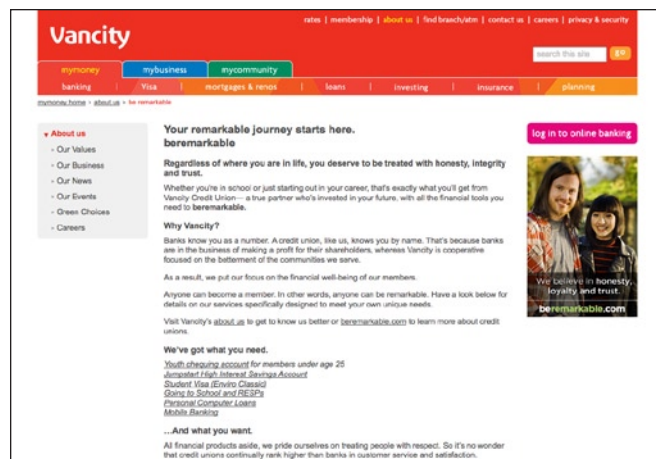 rates | membership | about us | find branch/atm | contact us | careers | privacy & security
Vancity
search this site go
mymoney mybusiness mycommunity
banking | Visa | mortgages & renos | loans | investing | insurance | planning
mymoney home > about us > be remarkable
About us
Our Values
Our Business
Our News
Our Events
Green Choices
Careers
Your remarkable journey starts here.
beremarkable
Regardless of where you are in life, you deserve to be treated with honesty, integrity
and trust.
Whether you're in school or just starting out in your career, that's exactly what you'll get from
Vancity Credit Union— a true partner who's invested in your future, with all the financial tools you
need to beremarkable.
Why Vancity?
Banks know you as a number. A credit union, like us, knows you by name. That's because banks
are in the business of making a profit for their shareholders, whereas Vancity is cooperative
focused on the betterment of the communities we serve.
As a result, we put our focus on the financial well-being of our members.
Anyone can become a member. In other words, anyone can be remarkable. Have a look below for
details on our services specifically designed to meet your own unique needs.
Visit Vancity's about us to get to know us better or beremarkable.com to learn more about credit
unions.
We've got what you need.
Youth chequing account for members under age 25
Jumpstart High Interest Savings Account
Student Visa (Enviro Classic)
Going to School and RESPs
Personal Computer Loans
Mobile Banking
...And what you want.
All financial products aside, we pride ourselves on treating people with respect. So it's no wonder
that credit unions continually rank higher than banks in customer service and satisfaction.
log in to online banking
We believe in honesty,
loyalty and trust.
beremarkable.com